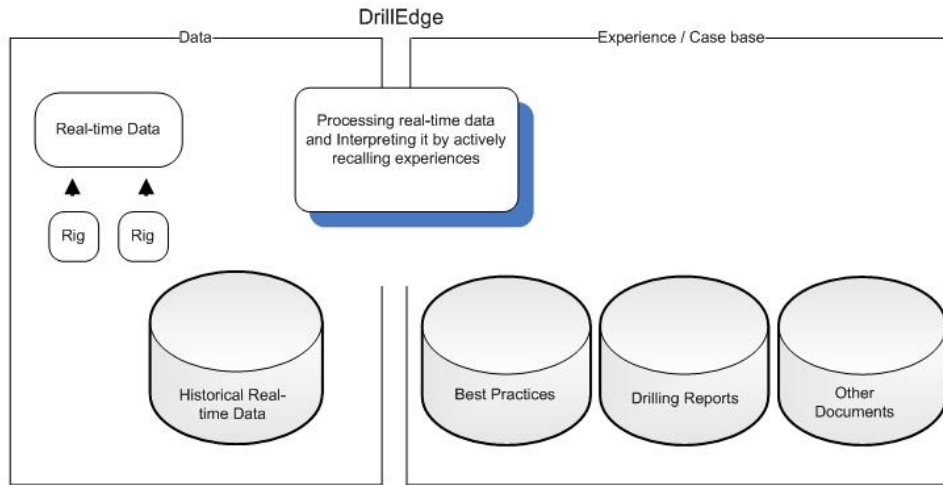 DrillEdge
Data
Experience / Case base
Real-time Data
Processing real-time data
and Interpreting it by actively
recalling experiences
Rig
Rig
Historical Real-
time Data
Best Practices
Drilling Reports
Other
Documents